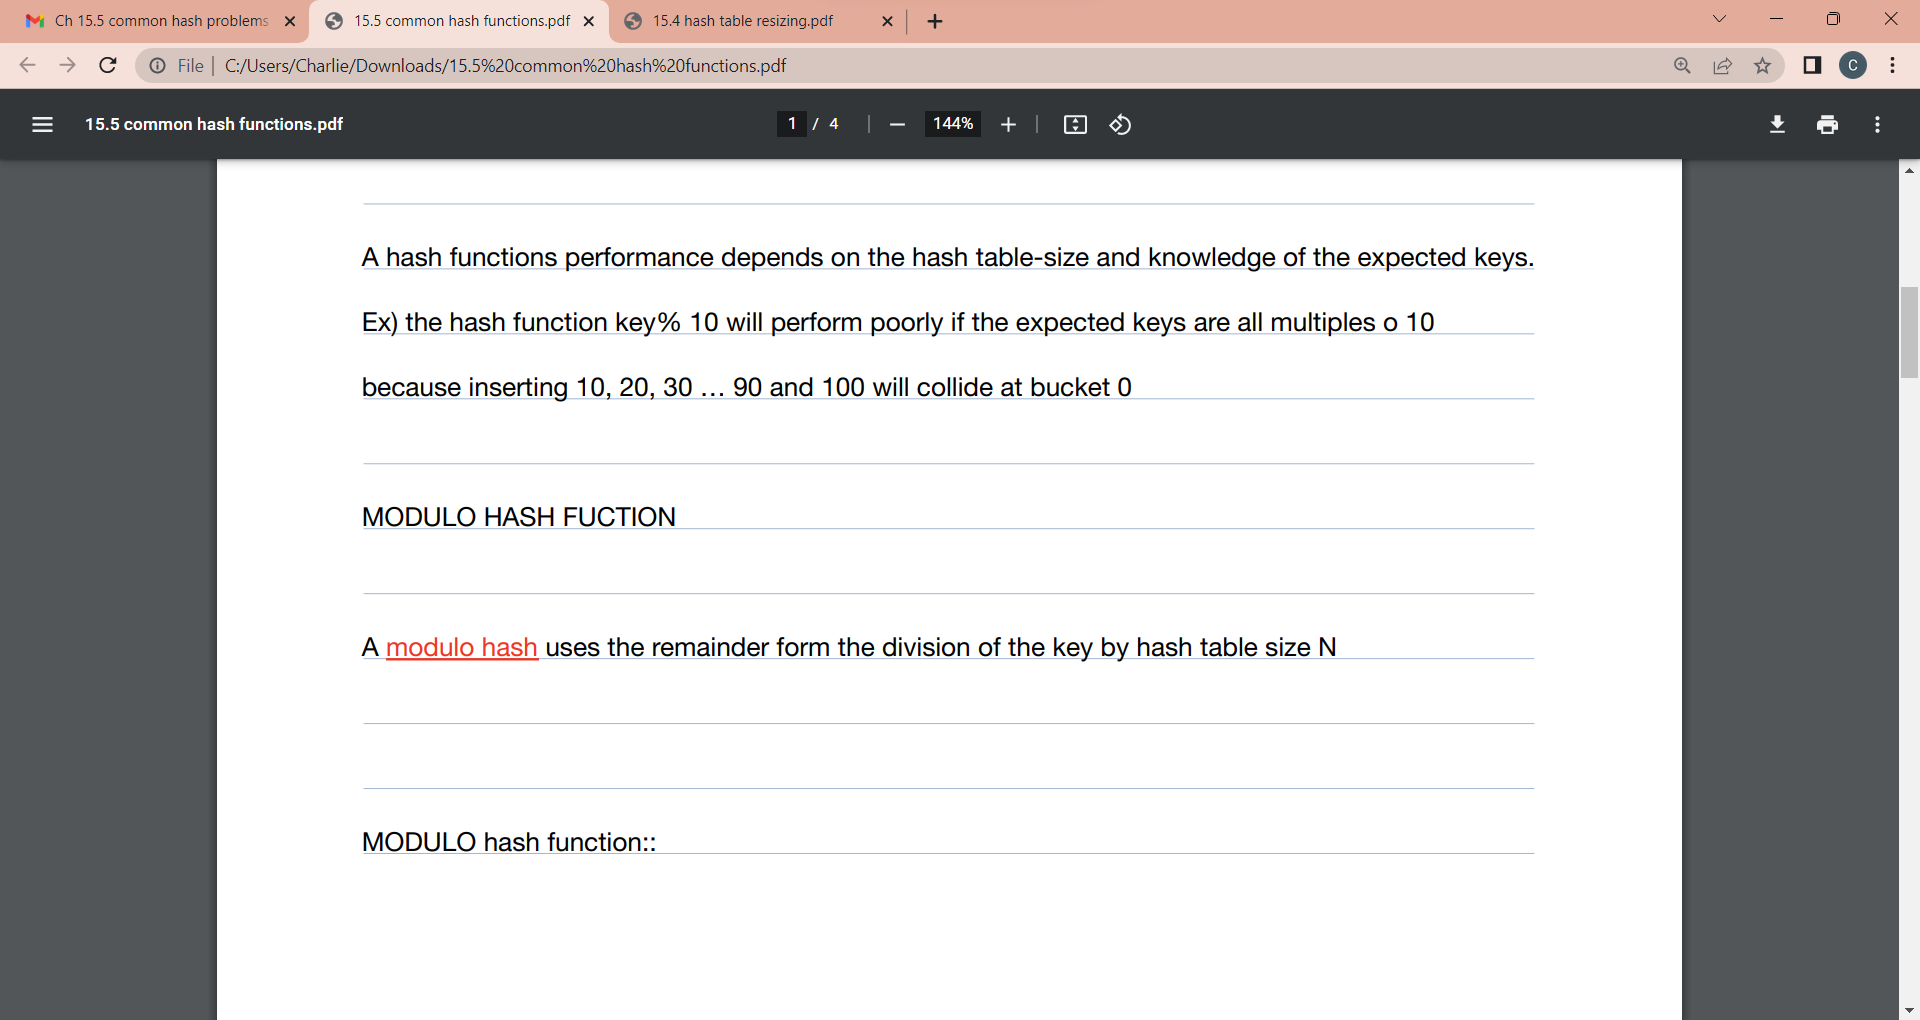 Ch 15.5 common hash problems
15.5 common hash functions.pdf
15.4 hash table resizing.pdf
File
C:/Users/Charlie/Downloads/15.5%20common%20hash%20functions.pdf
C
15.5 common hash functions.pdf
1 / 4
144%
A hash functions performance depends on the hash table-size and knowledge of the expected keys.
Ex) the hash function key% 10 will perform poorly if the expected keys are all multiples o 10
because inserting 10, 20, 30 … 90 and 100 will collide at bucket 0
MODULO HASH FUCTION
A modulo hash uses the remainder form the division of the key by hash table size N
MODULO hash function::